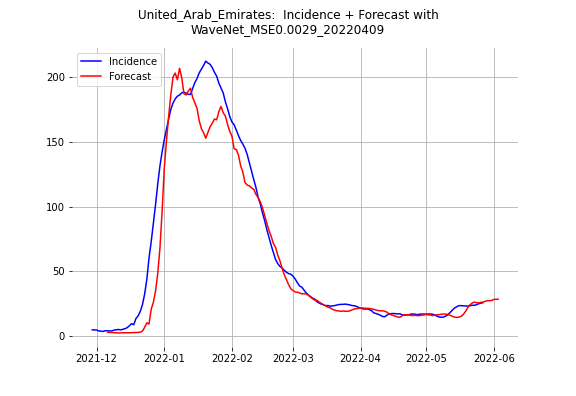 United_Arab_Emirates:  Incidence + Forecast with
WaveNet_MSE0.0029_20220409
Incidence
Forecast
200
150
100
50
0
2021-12 2022-01 2022-02 2022-03 2022-04 2022-05 2022-06